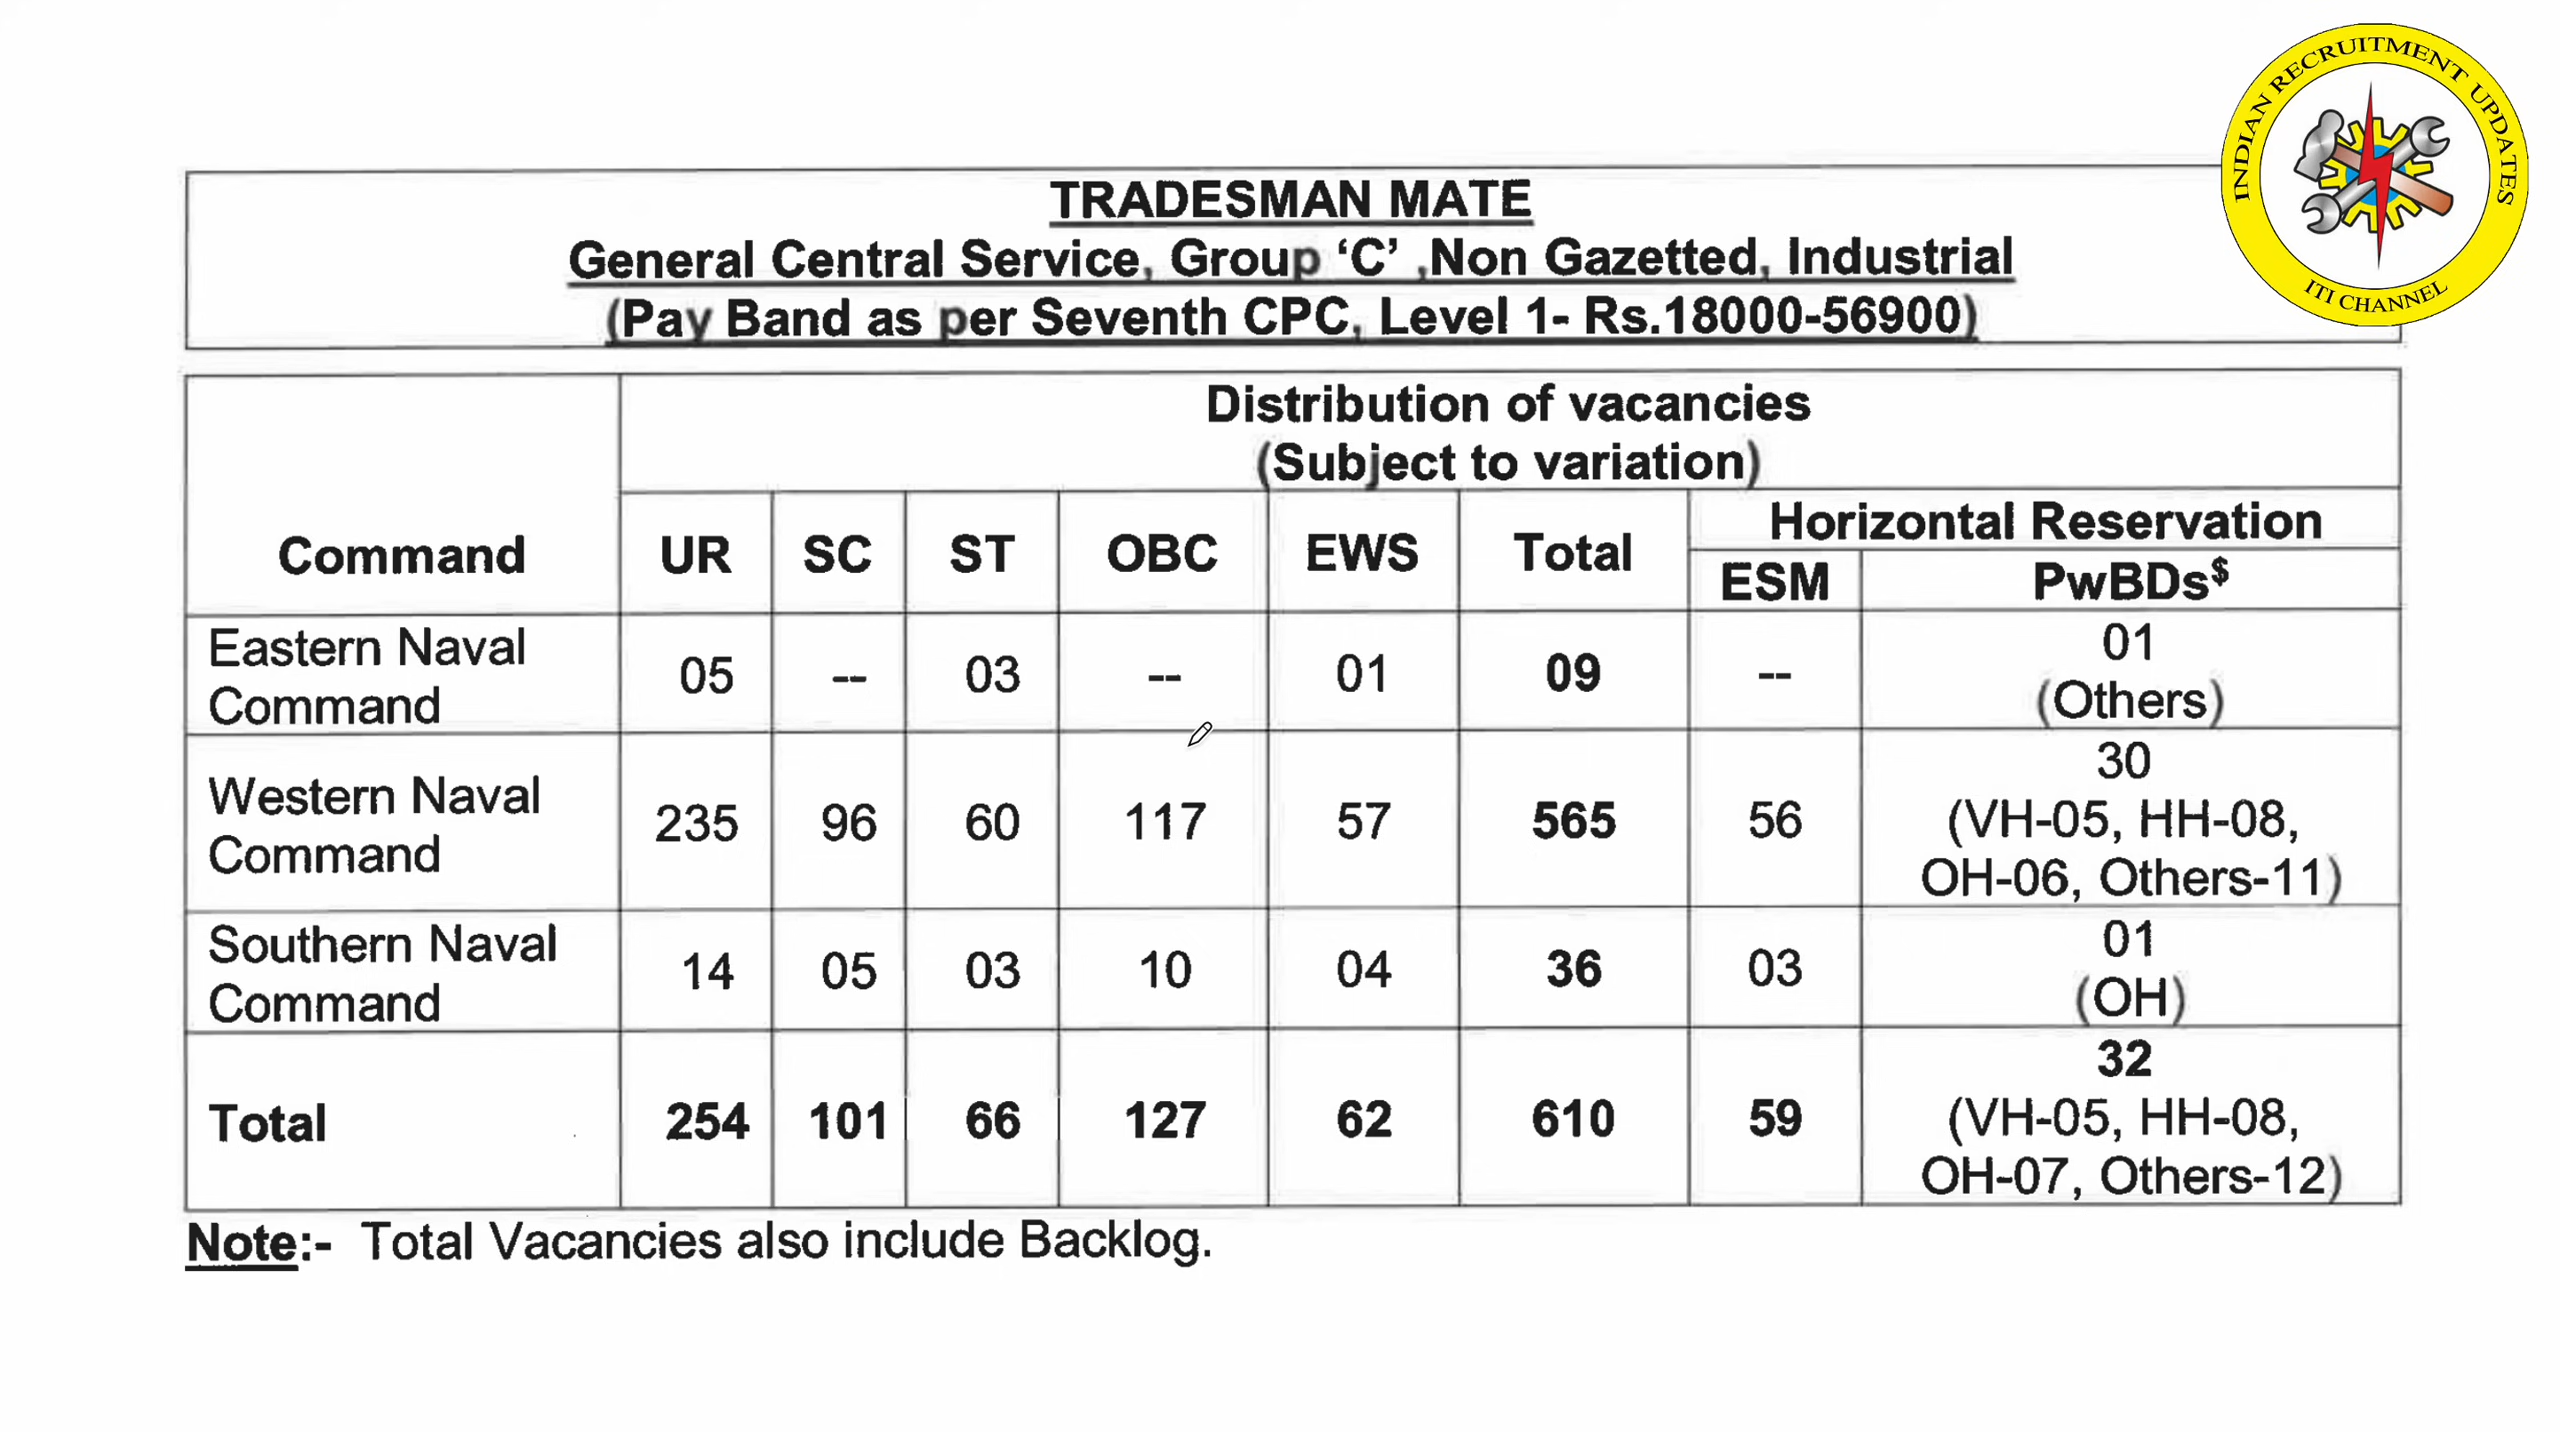 INDIAN RECRUITMENT UPDATES
ITI CHANNEL
TRADESMAN MATE
General Central Service, Group ‘C’ ,Non Gazetted, Industrial
(Pay Band as per Seventh CPC, Level 1- Rs.18000-56900)
Distribution of vacancies
(Subject to variation)
Command UR SC ST OBC EWS Total Horizontal Reservation
ESM PwBDs$
Eastern Naval Command 05 -- 03 -- 01 09 -- 01
(Others)
Western Naval Command 235 96 60 117 57 565 56 30
(VH-05, HH-08,
OH-06, Others-11)
Southern Naval Command 14 05 03 10 04 36 03 01
(OH)
Total 254 101 66 127 62 610 59 32
(VH-05, HH-08,
OH-07, Others-12)
Note:- Total Vacancies also include Backlog.